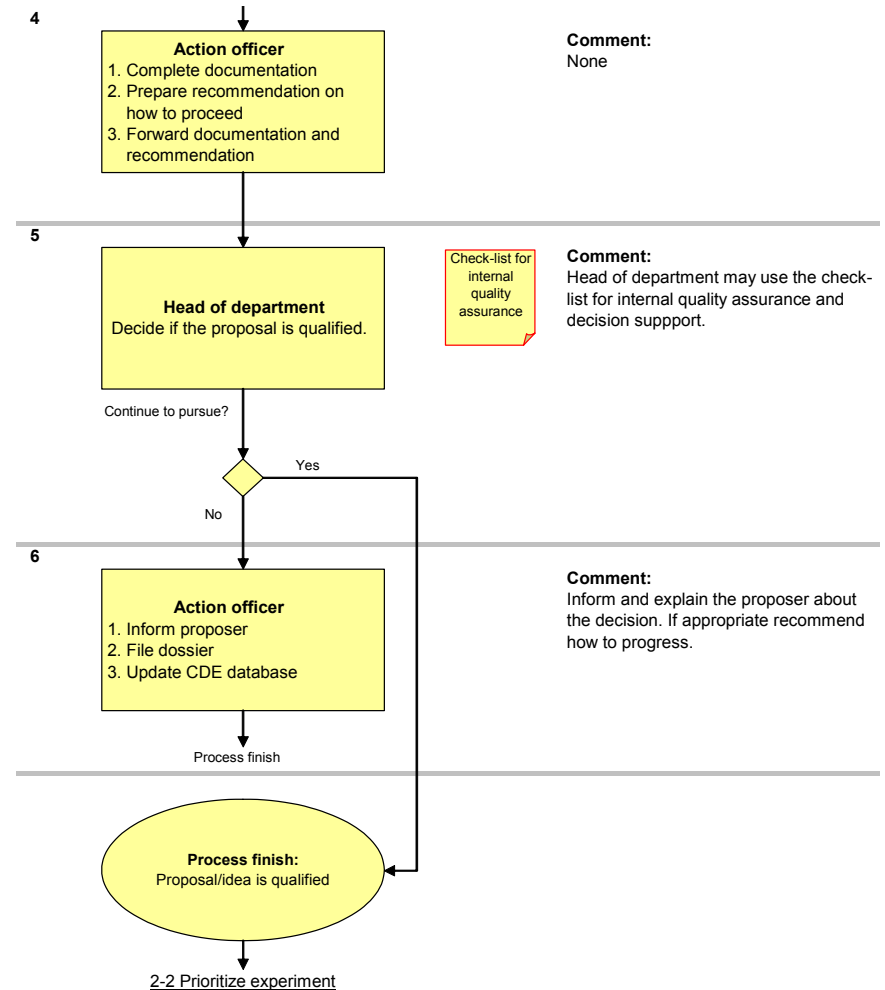 4
Action officer
1. Complete documentation
2. Prepare recommendation on
how to proceed
3. Forward documentation and
recommendation
Comment:
None
5
Head of department
Decide if the proposal is qualified.
Check-list for
internal
quality
assurance
Comment:
Head of department may use the check-
list for internal quality assurance and
decision suppport.
Continue to pursue?
Yes
No
6
Action officer
1. Inform proposer
2. File dossier
3. Update CDE database
Comment:
Inform and explain the proposer about
the decision. If appropriate recommend
how to progress.
Process finish
Process finish:
Proposal/idea is qualified
2-2 Prioritize experiment